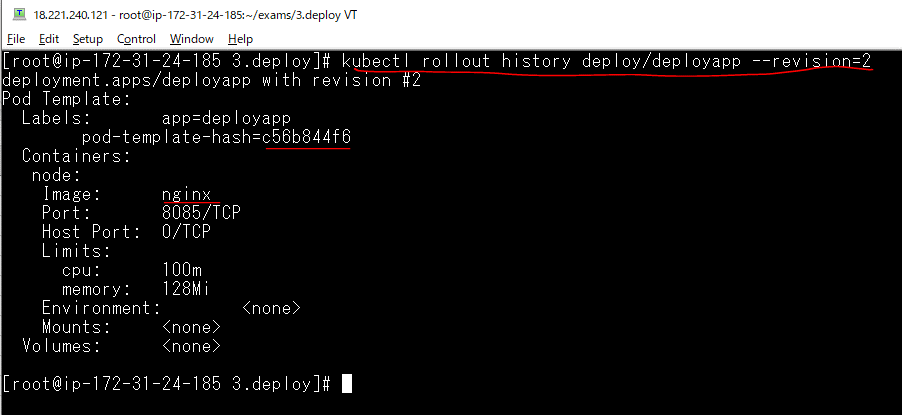 18.221.240.121 - root@ip-172-31-24-185:~/exams/3.deploy VT
File Edit Setup Control Window Help
[root@ip-172-31-24-185 3.deploy]# kubectl rollout history deploy/deployapp --revision=2
deployment.apps/deployapp with revision #2
Pod Template:
  Labels:       app=deployapp
        pod-template-hash=c56b844f6
  Containers:
   node:
    Image:      nginx
    Port:       8085/TCP
    Host Port:  0/TCP
    Limits:
      cpu:      100m
      memory:   128Mi
    Environment:        <none>
    Mounts:     <none>
  Volumes:      <none>
[root@ip-172-31-24-185 3.deploy]#